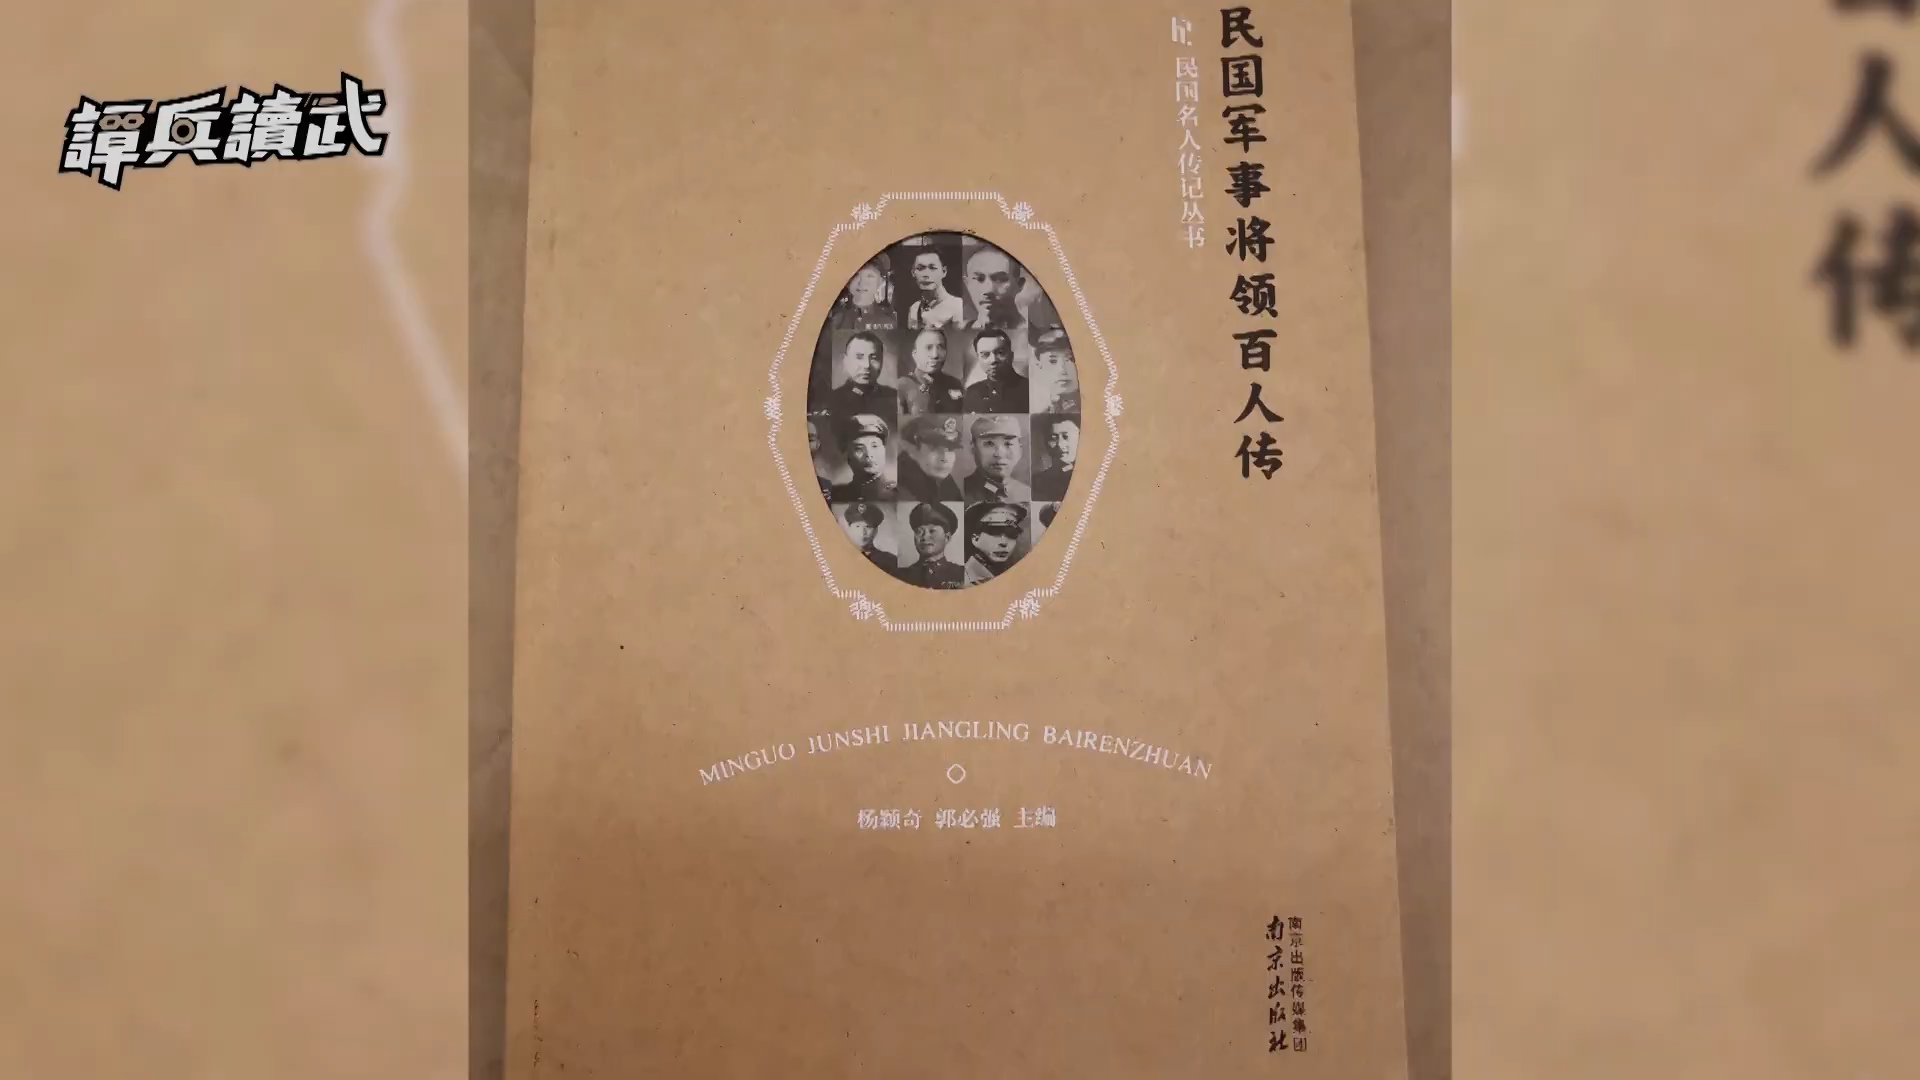 譚兵讀武
民国军事将领百人传
民国名人传记丛书
MINGUO JUNSHI JIANGLING BAIRENZHUAN
杨颖奇 郭必强 主编
南京出版传媒集团
南京出版社
人传